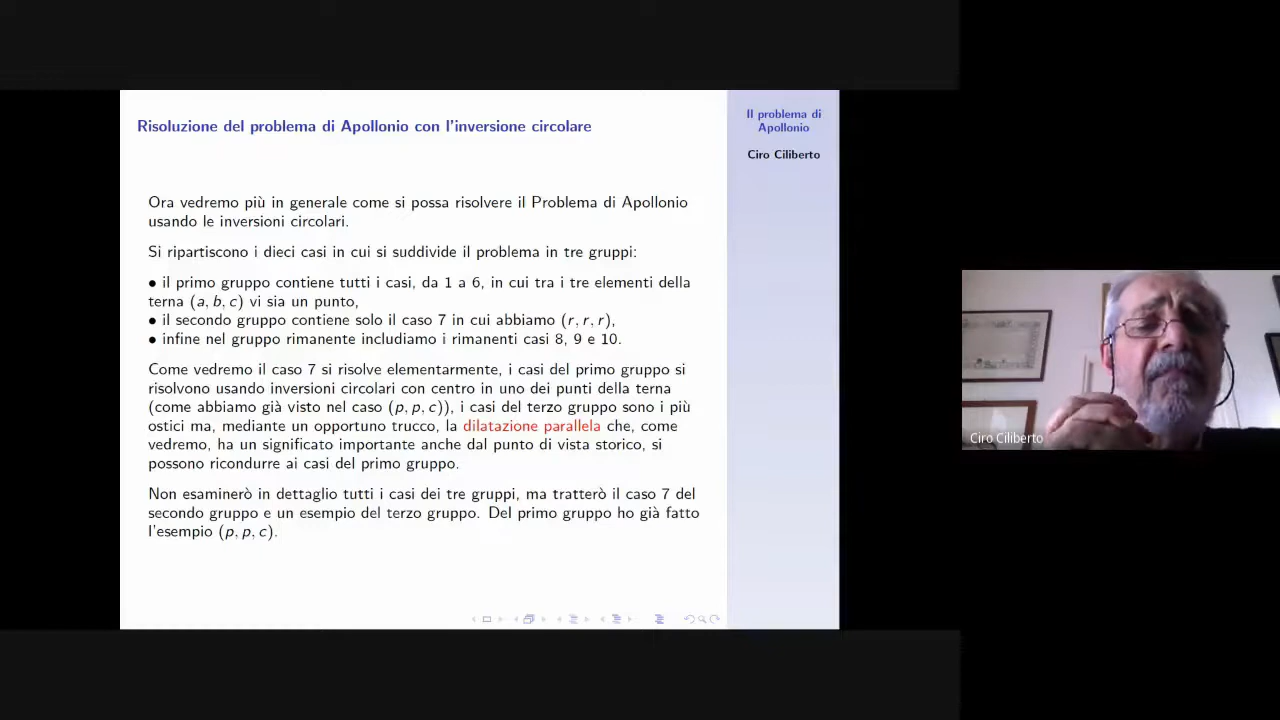 Risoluzione del problema di Apollonio con l'inversione circolare
Il problema di
Apollonio
Ciro Ciliberto
Ora vedremo più in generale come si possa risolvere il Problema di Apollonio
usando le inversioni circolari.
Si ripartiscono i dieci casi in cui si suddivide il problema in tre gruppi:
• il primo gruppo contiene tutti i casi, da 1 a 6, in cui tra i tre elementi della
terna (a, b, c) vi sia un punto,
• il secondo gruppo contiene solo il caso 7 in cui abbiamo (r, r, r),
• infine nel gruppo rimanente includiamo i rimanenti casi 8, 9 e 10.
Come vedremo il caso 7 si risolve elementarmente, i casi del primo gruppo si
risolvono usando inversioni circolari con centro in uno dei punti della terna
(come abbiamo già visto nel caso (p, p, c)), i casi del terzo gruppo sono i più
ostici ma, mediante un opportuno trucco, la dilatazione parallela che, come
vedremo, ha un significato importante anche dal punto di vista storico, si
possono ricondurre ai casi del primo gruppo.
Non esaminerò in dettaglio tutti i casi dei tre gruppi, ma tratterò il caso 7 del
secondo gruppo e un esempio del terzo gruppo. Del primo gruppo ho già fatto
l'esempio (p, p, c).
Ciro Ciliberto